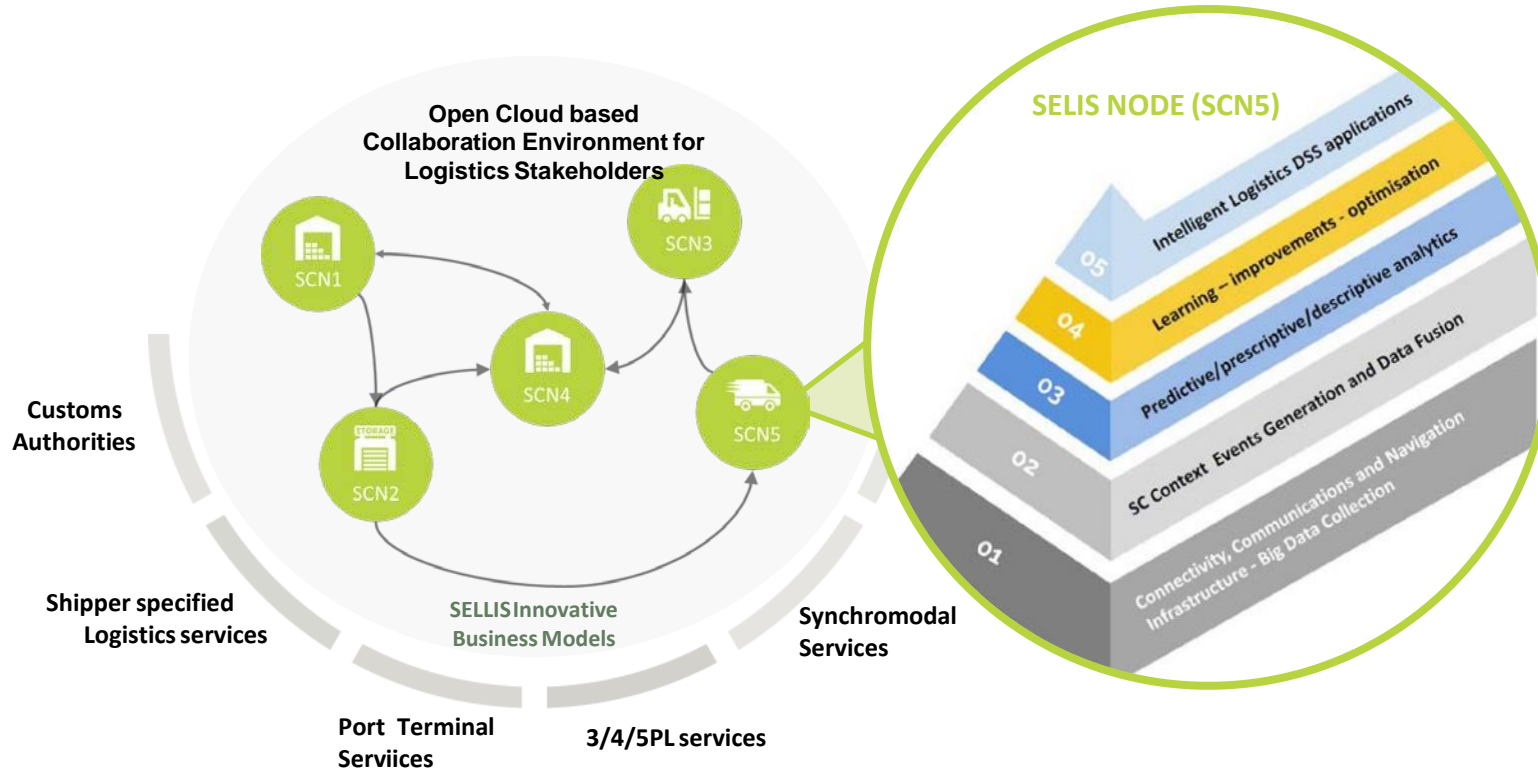 Open Cloud based
Collaboration Environment for
Logistics Stakeholders
SCN1
SCN3
SCN4
STORAGE
SCN2
SCN5
SELLIS Innovative
Business Models
Customs
Authorities
Shipper specified
Logistics services
Port Terminal
Serviices
3/4/5PL services
Synchromodal
Services
SELIS NODE (SCN5)
05
Intelligent Logistics DSS applications
04
Learning – improvements - optimisation
03
Predictive/prescriptive/descriptive analytics
02
SC Context Events Generation and Data Fusion
01
Connectivity, Communications and Navigation
Infrastructure - Big Data Collection